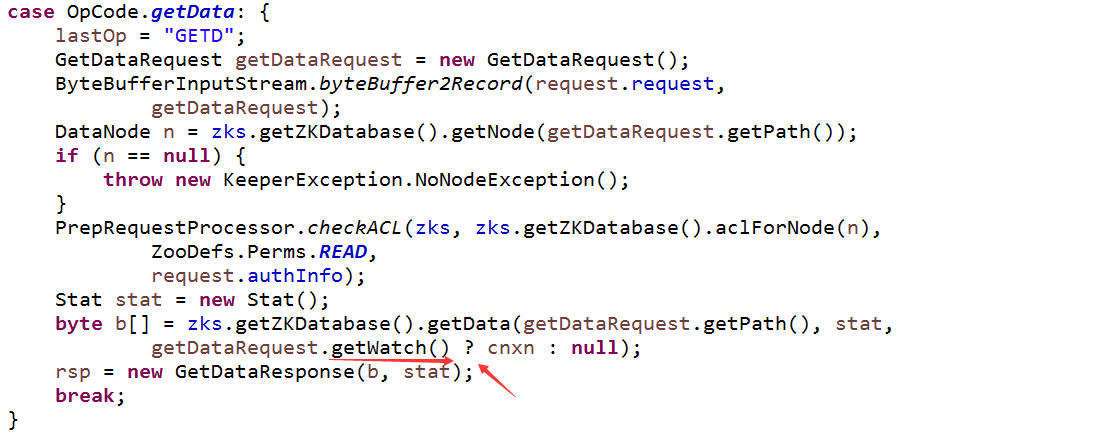 case OpCode.getData: {
    lastOp = "GETD";
    GetDataRequest getDataRequest = new GetDataRequest();
    ByteBufferInputStream.byteBuffer2Record(request.request,
            getDataRequest);
    DataNode n = zks.getZKDatabase().getNode(getDataRequest.getPath());
    if (n == null) {
        throw new KeeperException.NoNodeException();
    }
    PrepRequestProcessor.checkACL(zks, zks.getZKDatabase().aclForNode(n),
            ZooDefs.Perms.READ,
            request.authInfo);
    Stat stat = new Stat();
    byte b[] = zks.getZKDatabase().getData(getDataRequest.getPath(), stat,
            getDataRequest.getWatch() ? cnxn : null);
    rsp = new GetDataResponse(b, stat);
    break;
}